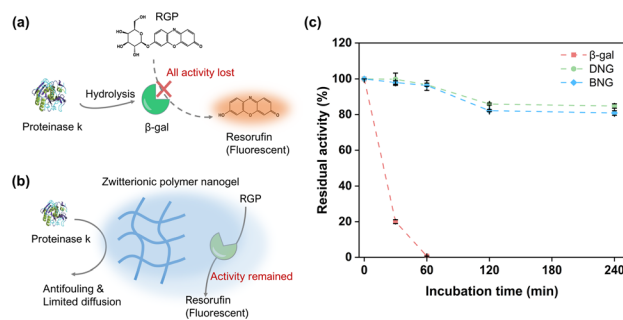 (a)
RGP
All activity lost
Hydrolysis
Proteinase k
β-gal
Resorufin
(Fluorescent)
(b)
Zwitterionic polymer nanogel
RGP
Proteinase k
Activity remained
Antifouling &
Limited diffusion
Resorufin
(Fluorescent)
(c)
β-gal
DNG
BNG
Residual activity (%)
100
80
60
40
20
0
0
60
120
180
240
Incubation time (min)